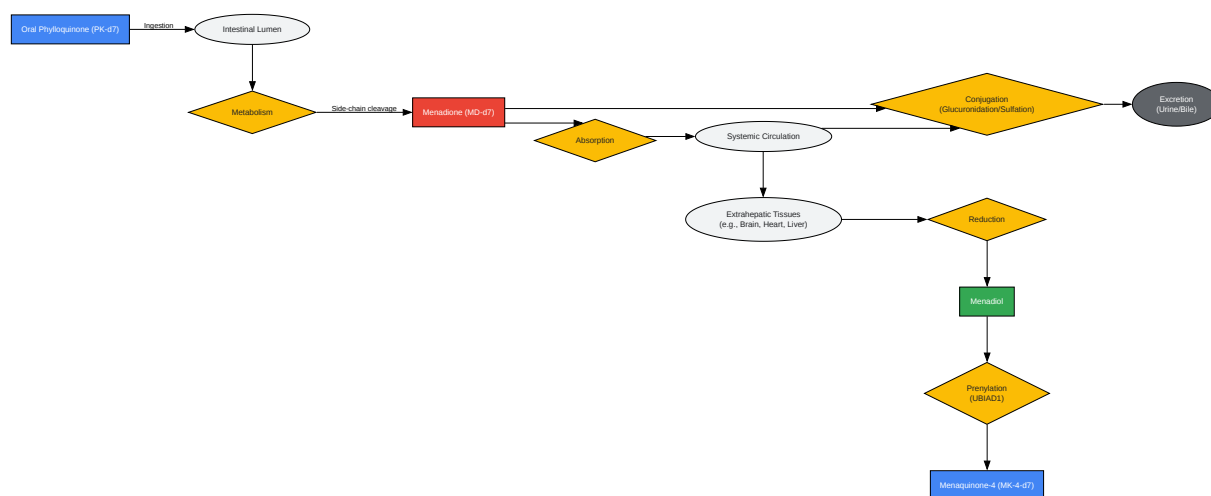 Oral Phylloquinone (PK-d7)
Ingestion
Intestinal Lumen
Metabolism
Side-chain cleavage
Menadione (MD-d7)
Absorption
Systemic Circulation
Conjugation
(Glucuronidation/Sulfation)
Excretion
(Urine/Bile)
Extrahepatic Tissues
(e.g., Brain, Heart, Liver)
Reduction
Menadiol
Prenylation
(UBIAD1)
Menaquinone-4 (MK-4-d7)